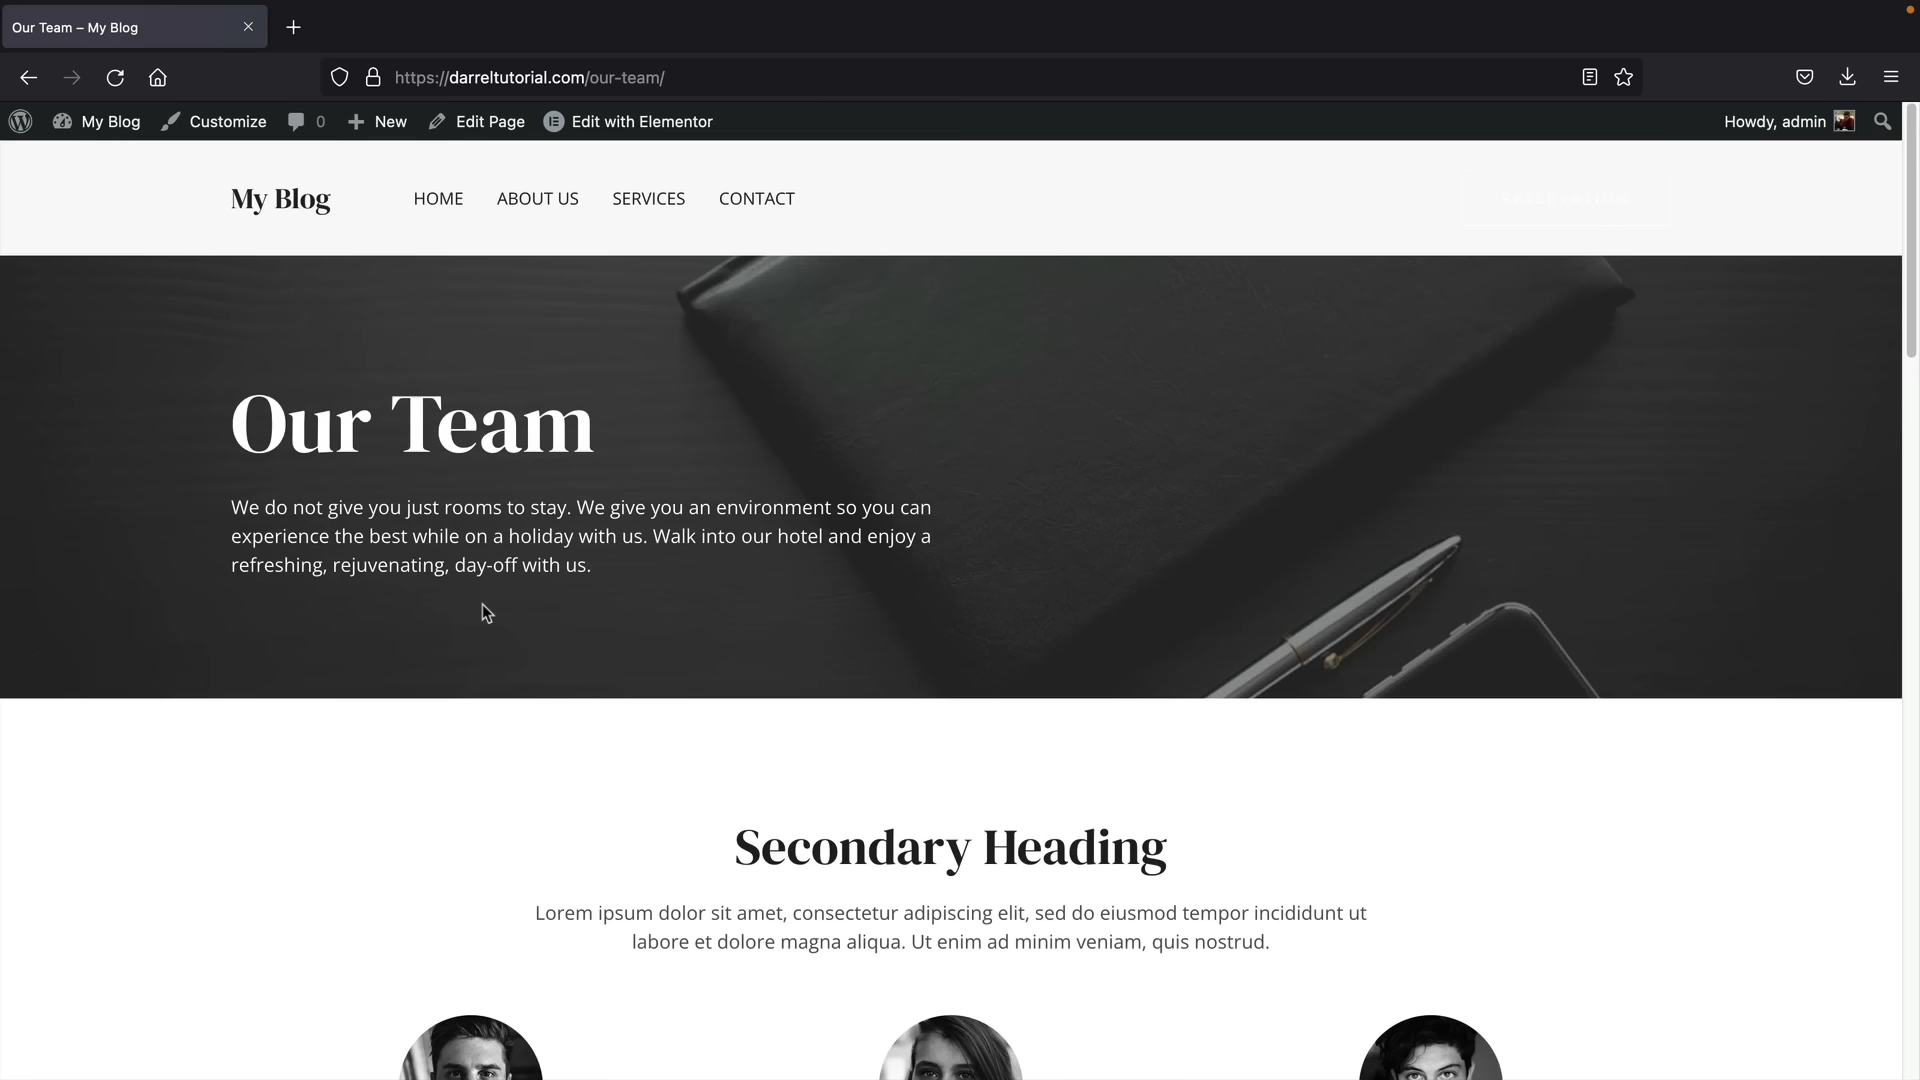 Our Team – My Blog
https://darreltutorial.com/our-team/
My Blog Customize 0 New Edit Page Edit with Elementor Howdy, admin
My Blog HOME ABOUT US SERVICES CONTACT
Our Team
We do not give you just rooms to stay. We give you an environment so you can
experience the best while on a holiday with us. Walk into our hotel and enjoy a
refreshing, rejuvenating, day-off with us.
Secondary Heading
Lorem ipsum dolor sit amet, consectetur adipiscing elit, sed do eiusmod tempor incididunt ut
labore et dolore magna aliqua. Ut enim ad minim veniam, quis nostrud.